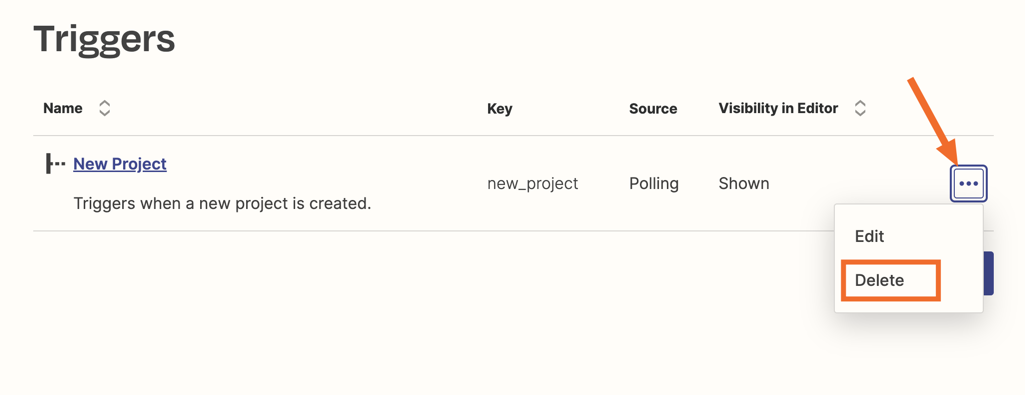 Triggers
Name Key Source Visibility in Editor
New Project
new_project Polling Shown
Triggers when a new project is created.
Edit
Delete